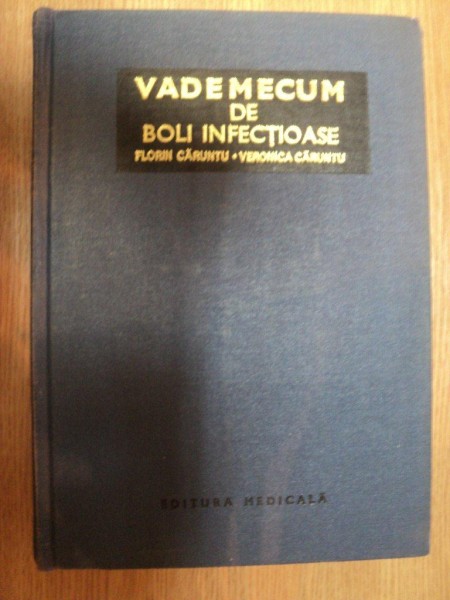 VADEMECUM
DE
BOLI INFECȚIOASE
FLORIN CĂRUNTU • VERONICA CĂRUNTU
EDITURA MEDICALĂ